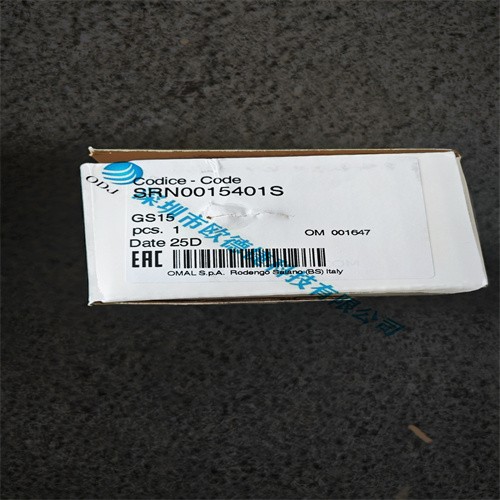 Codice - Code
SRN0015401S
GS15
pcs. 1
OM 001647
Date 25D
EAC
OMAL S.p.A. Rodengo Saiano (BS) Italy
ODJ
深圳市欧德 科技有限公司